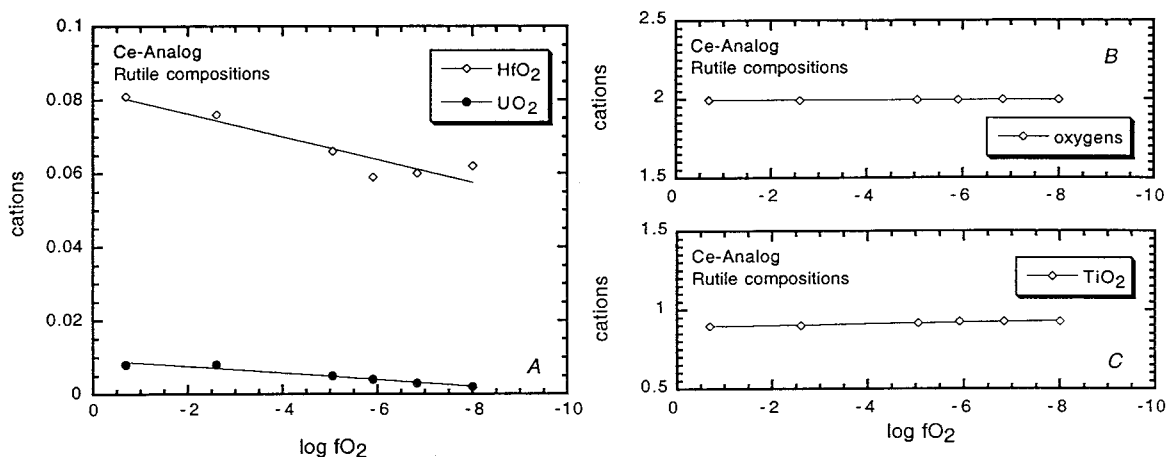 0.1
0.08
0.06
0.04
0.02
0
cations
Ce-Analog
Rutile compositions
HfO2
UO2
A
0 -2 -4 -6 -8 -10
log fO2
2.5
2
1.5
cations
Ce-Analog
Rutile compositions
B
oxygens
0 -2 -4 -6 -8 -10
1.5
1
0.5
cations
Ce-Analog
Rutile compositions
TiO2
C
0 -2 -4 -6 -8 -10
log fO2